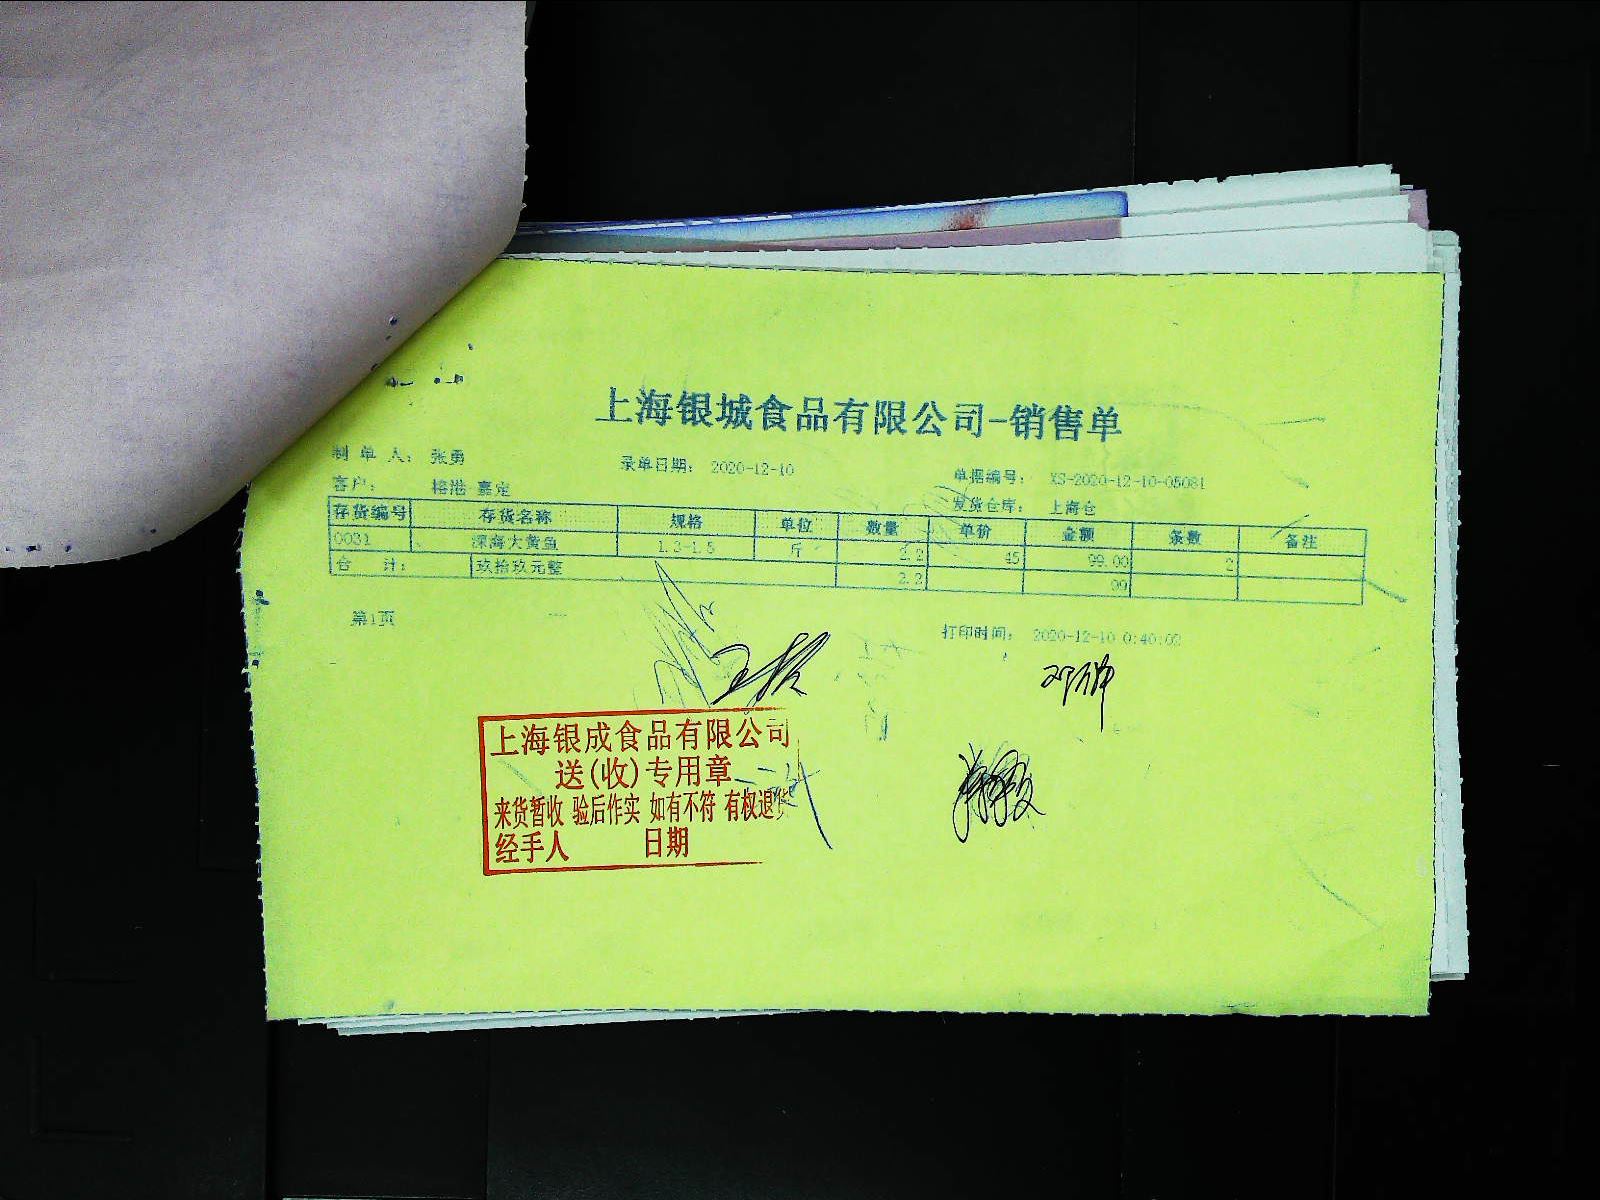 上海银城食品有限公司-销售单
制 单 人： 张勇 录单日期： 2020-12-10 单据编号： XS-2020-12-10-05081
客户： 榕港 嘉定 发货仓库： 上海仓
存货编号 存货名称 规格 单位 数量 单价 金额 条数 备注
0031 深海大黄鱼 1.3-1.5 斤 2.2 45 99.00 2
合 计： 玖拾玖元整 2.2 99
第1页 打印时间： 2020-12-10 0:40:02
上海银成食品有限公司
送(收)专用章
来货暂收 验后作实 如有不符 有权退货
经手人 日期